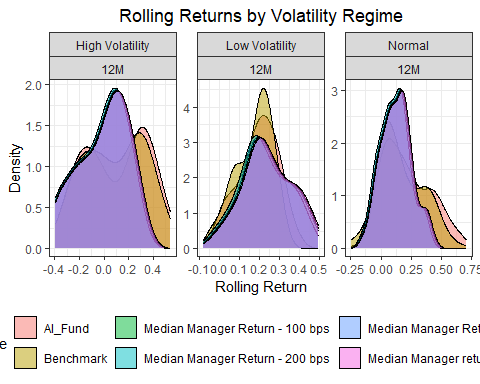 Rolling Returns by Volatility Regime
High Volatility Low Volatility Normal
12M 12M 12M
Density
2.0
1.5
1.0
0.5
0.0
4
3
2
1
0
3
2
1
0
-0.4 -0.2 0.0 0.2 0.4
-0.1 0.0 0.1 0.2 0.3 0.4 0.5
-0.25 0.00 0.25 0.50 0.75
Rolling Return
AI_Fund Median Manager Return - 100 bps Median Manager
Benchmark Median Manager Return - 200 bps Median Manager